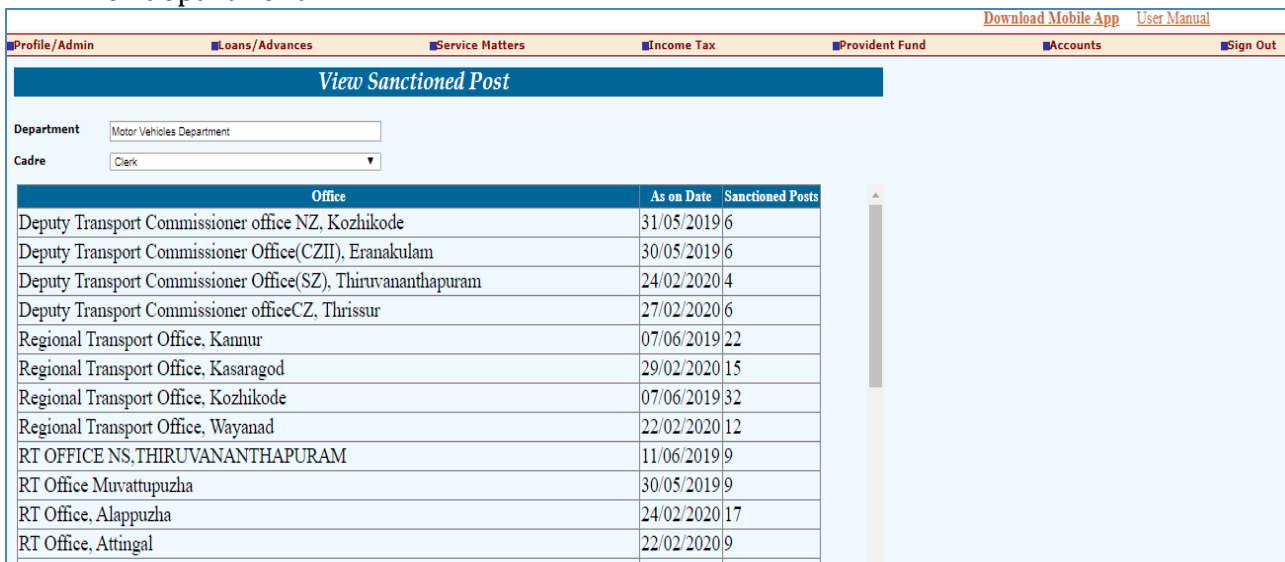 Download Mobile App User Manual
Profile/Admin Loans/Advances Service Matters Income Tax Provident Fund Accounts Sign Out
View Sanctioned Post
Department Motor Vehicles Department
Cadre Clerk
Office As on Date Sanctioned Posts
Deputy Transport Commissioner office NZ, Kozhikode 31/05/2019 6
Deputy Transport Commissioner Office(CZII), Eranakulam 30/05/2019 6
Deputy Transport Commissioner Office(SZ), Thiruvananthapuram 24/02/2020 4
Deputy Transport Commissioner officeCZ, Thrissur 27/02/2020 6
Regional Transport Office, Kannur 07/06/2019 22
Regional Transport Office, Kasaragod 29/02/2020 15
Regional Transport Office, Kozhikode 07/06/2019 32
Regional Transport Office, Wayanad 22/02/2020 12
RT OFFICE NS,THIRUVANANTHAPURAM 11/06/2019 9
RT Office Muvattupuzha 30/05/2019 9
RT Office, Alappuzha 24/02/2020 17
RT Office, Attingal 22/02/2020 9